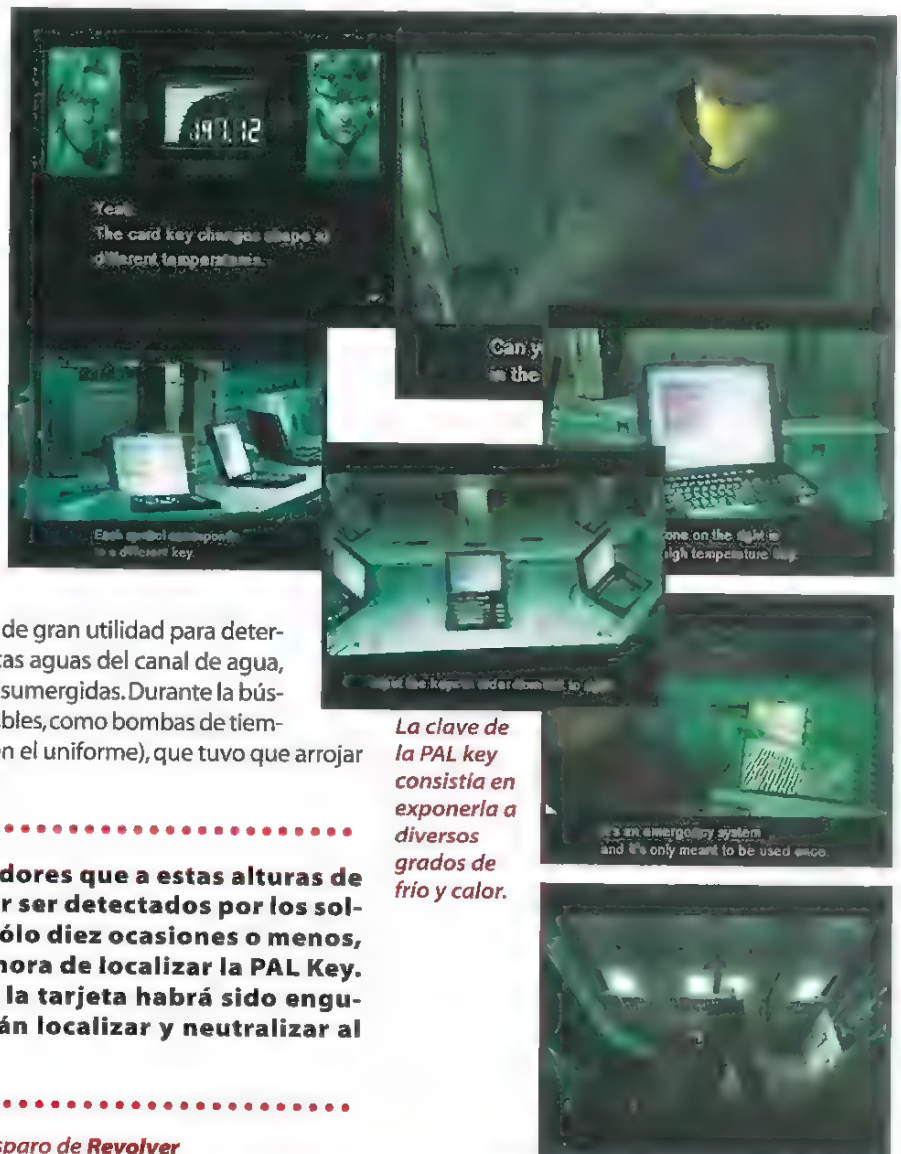 197.12
Yeah.
The card key changes shape at
different temperatures.
Can y
is the
Each symbol corresponds
to a different key.
one on the right is
high temperature key.
de gran utilidad para deter-
tas aguas del canal de agua,
sumergidas. Durante la bús-
bles, como bombas de tiem-
en el uniforme), que tuvo que arrojar
La clave de
la PAL key
consistía en
exponerla a
diversos
grados de
frío y calor.
It's an emergency system
and it's only meant to be used once.
dores que a estas alturas de
r ser detectados por los sol-
ólo diez ocasiones o menos,
hora de localizar la PAL Key.
la tarjeta habrá sido engu-
án localizar y neutralizar al
sparo de Revolver